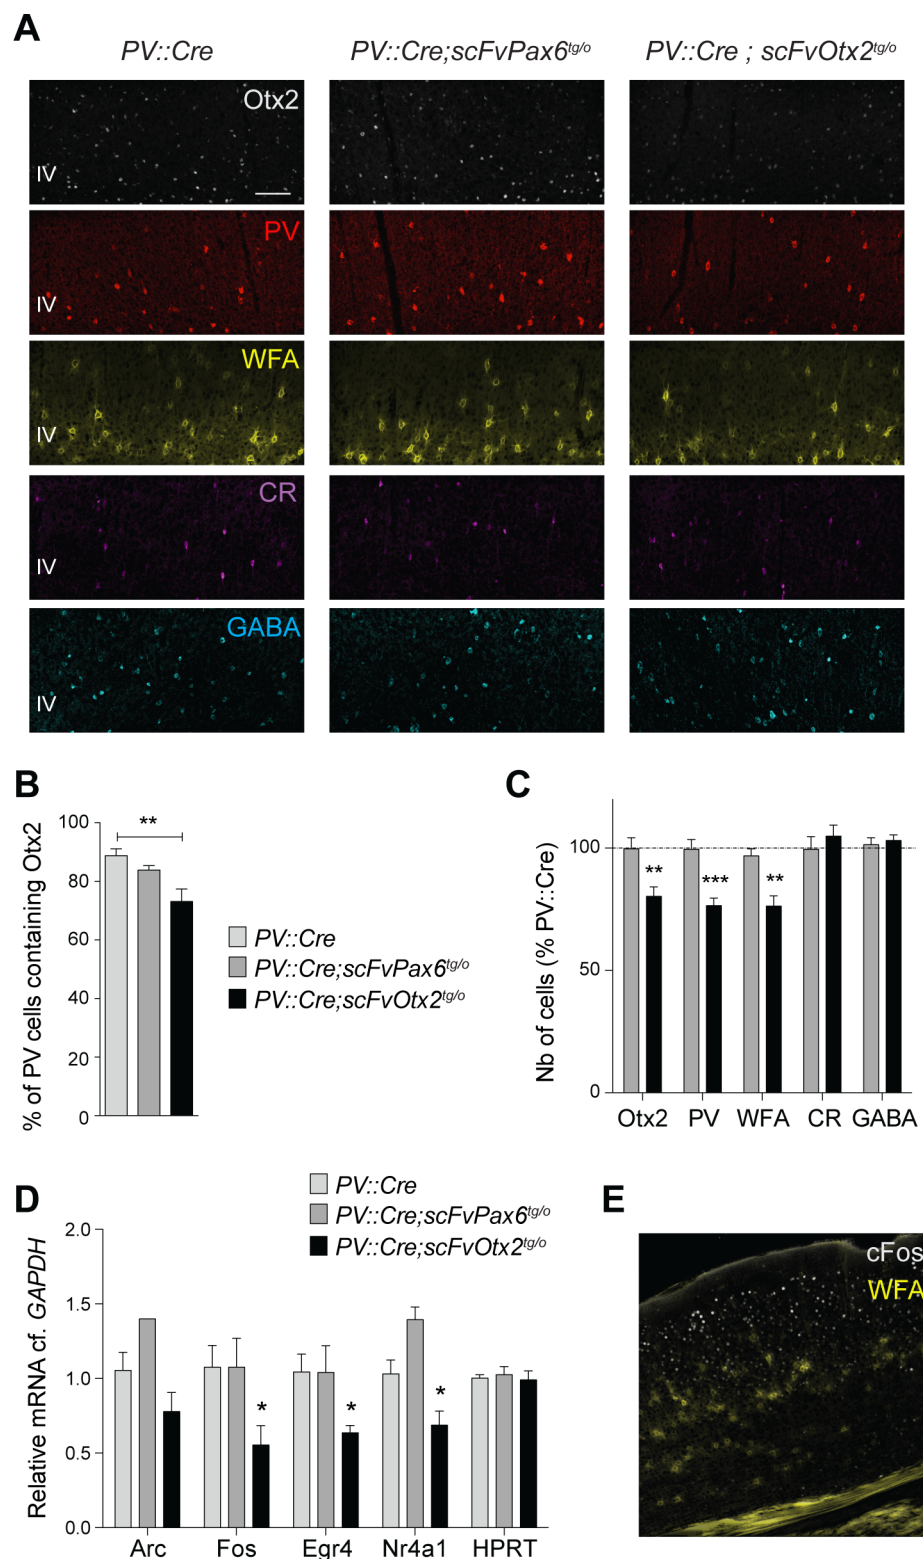 A
PV::Cre
PV::Cre;scFvPax6tg/o
PV::Cre ; scFvOtx2tg/o
Otx2
IV
PV
IV
WFA
IV
CR
IV
GABA
IV
B
% of PV cells containing Otx2
100
80
60
40
20
0
**
PV::Cre
PV::Cre;scFvPax6tg/o
PV::Cre;scFvOtx2tg/o
C
Nb of cells (% PV::Cre)
100
50
0
**
***
**
Otx2 PV WFA CR GABA
D
PV::Cre
PV::Cre;scFvPax6tg/o
PV::Cre;scFvOtx2tg/o
Relative mRNA cf. GAPDH
2.0
1.5
1.0
0.5
0.0
*
*
*
Arc Fos Egr4 Nr4a1 HPRT
E
cFos
WFA